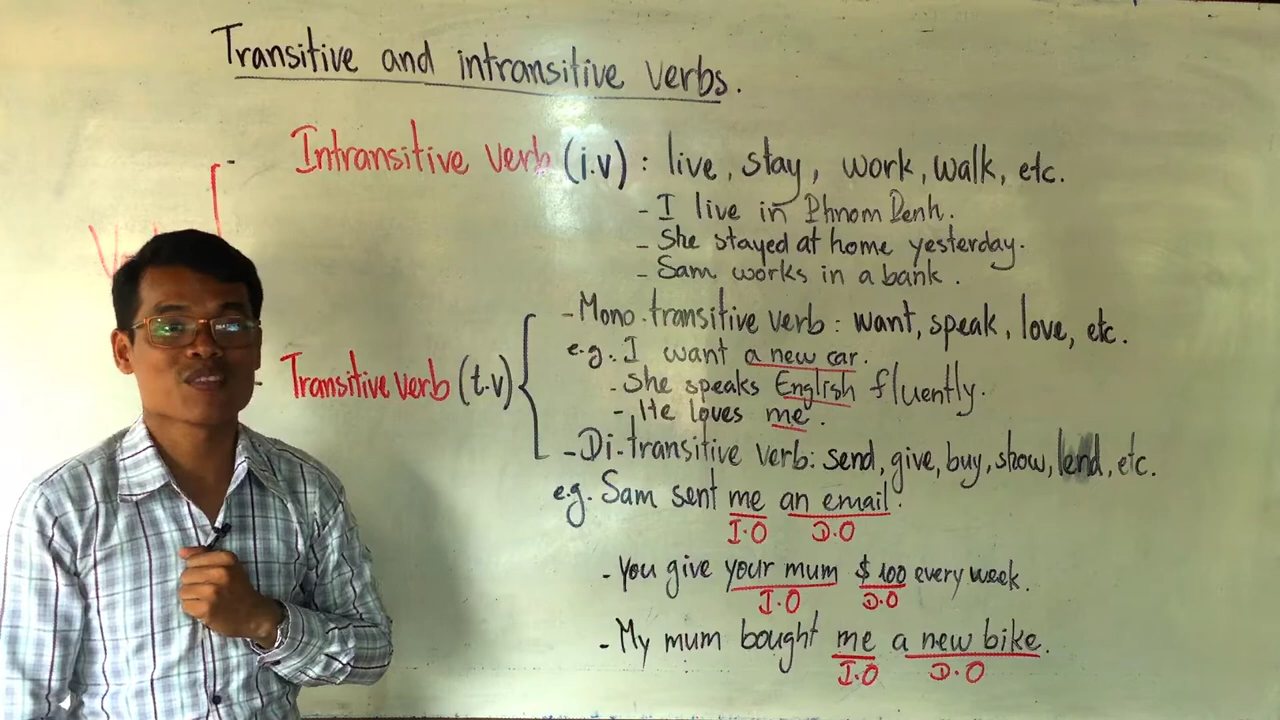 Transitive and intransitive verbs.
- Intransitive verb (i.v) : live, stay, work, walk, etc.
- I live in Phnom Penh.
- She stayed at home yesterday.
- Sam works in a bank.
- Transitive verb (t.v)
- Mono.transitive verb : want, speak, love, etc.
e.g. I want a new car.
- She speaks English fluently.
- He loves me.
- Di-transitive verb: send, give, buy, show, lend, etc.
e.g. Sam sent me an email.
I.O D.O
- You give your mum $ 100 every week.
I.O D.O
- My mum bought me a new bike.
I.O D.O